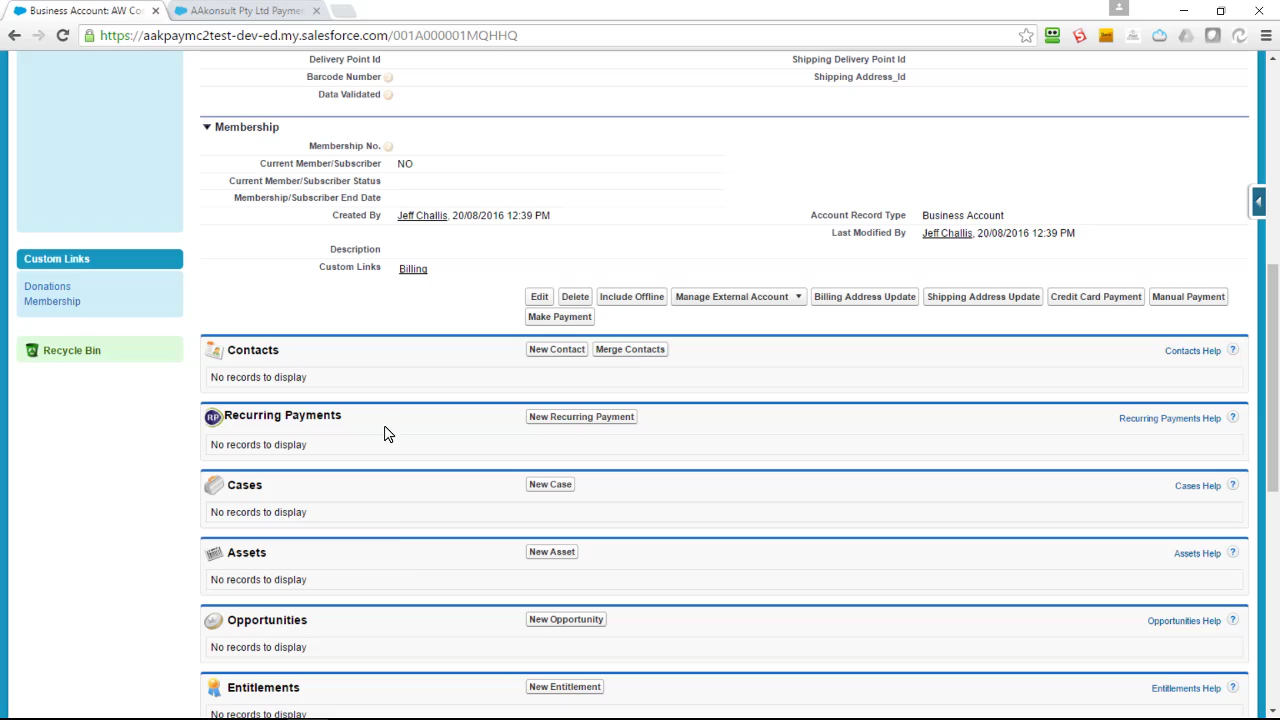 Business Account: AW Co
AAkonsult Pty Ltd Payme
https://aakpaymc2test-dev-ed.my.salesforce.com/001A000001MQHHQ
Delivery Point Id
Shipping Delivery Point Id
Barcode Number
Shipping Address_Id
Data Validated
Membership
Membership No.
Current Member/Subscriber NO
Current Member/Subscriber Status
Membership/Subscriber End Date
Created By Jeff Challis, 20/08/2016 12:39 PM
Account Record Type Business Account
Last Modified By Jeff Challis, 20/08/2016 12:39 PM
Description
Custom Links Billing
Custom Links
Donations
Membership
Recycle Bin
Edit Delete Include Offline Manage External Account Billing Address Update Shipping Address Update Credit Card Payment Manual Payment
Make Payment
Contacts New Contact Merge Contacts Contacts Help ?
No records to display
RP Recurring Payments New Recurring Payment Recurring Payments Help ?
No records to display
Cases New Case Cases Help ?
No records to display
Assets New Asset Assets Help ?
No records to display
Opportunities New Opportunity Opportunities Help ?
No records to display
Entitlements New Entitlement Entitlements Help ?
No records to display